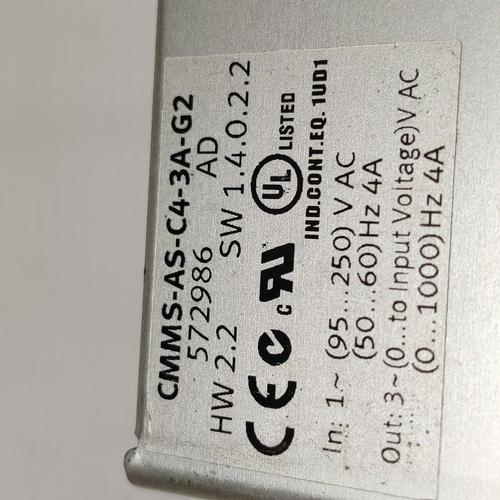 CMMS-AS-C4-3A-G2
572986 AD
HW 2.2 SW 1.4.0.2.2
CE c UL LISTED
IND.CONT.EQ. 1UD1
In: 1~ (95...250) V AC
(50...60)Hz 4A
Out: 3~(0...to Input Voltage)V AC
(0...1000)Hz 4A